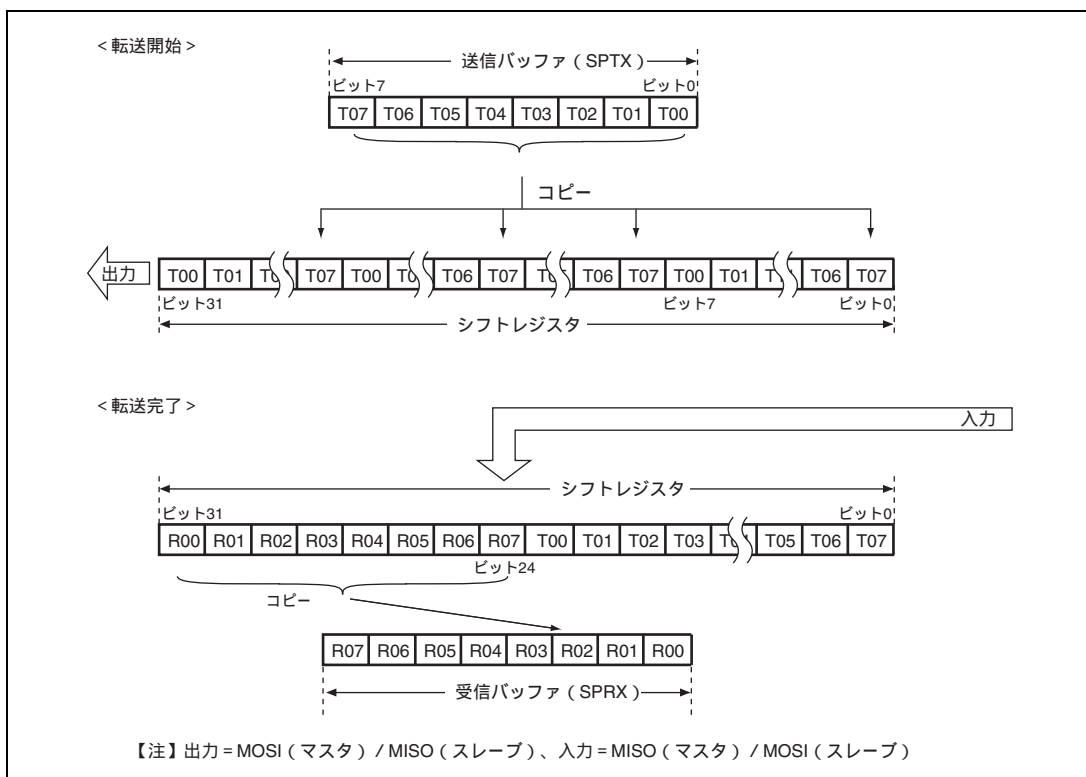 <転送開始>
送信バッファ(SPTX)
ビット7 ビット0
T07 T06 T05 T04 T03 T02 T01 T00
コピー
出力 T00 T01 T07 T00 T06 T07 T06 T07 T00 T01 T06 T07
ビット31 ビット7 ビット0
シフトレジスタ
<転送完了>
入力
シフトレジスタ
ビット31 ビット0
R00 R01 R02 R03 R04 R05 R06 R07 T00 T01 T02 T03 T05 T06 T07
ビット24
コピー
R07 R06 R05 R04 R03 R02 R01 R00
受信バッファ(SPRX)
【注】出力=MOSI(マスタ)/MISO(スレーブ)、入力=MISO(マスタ)/MOSI(スレーブ)